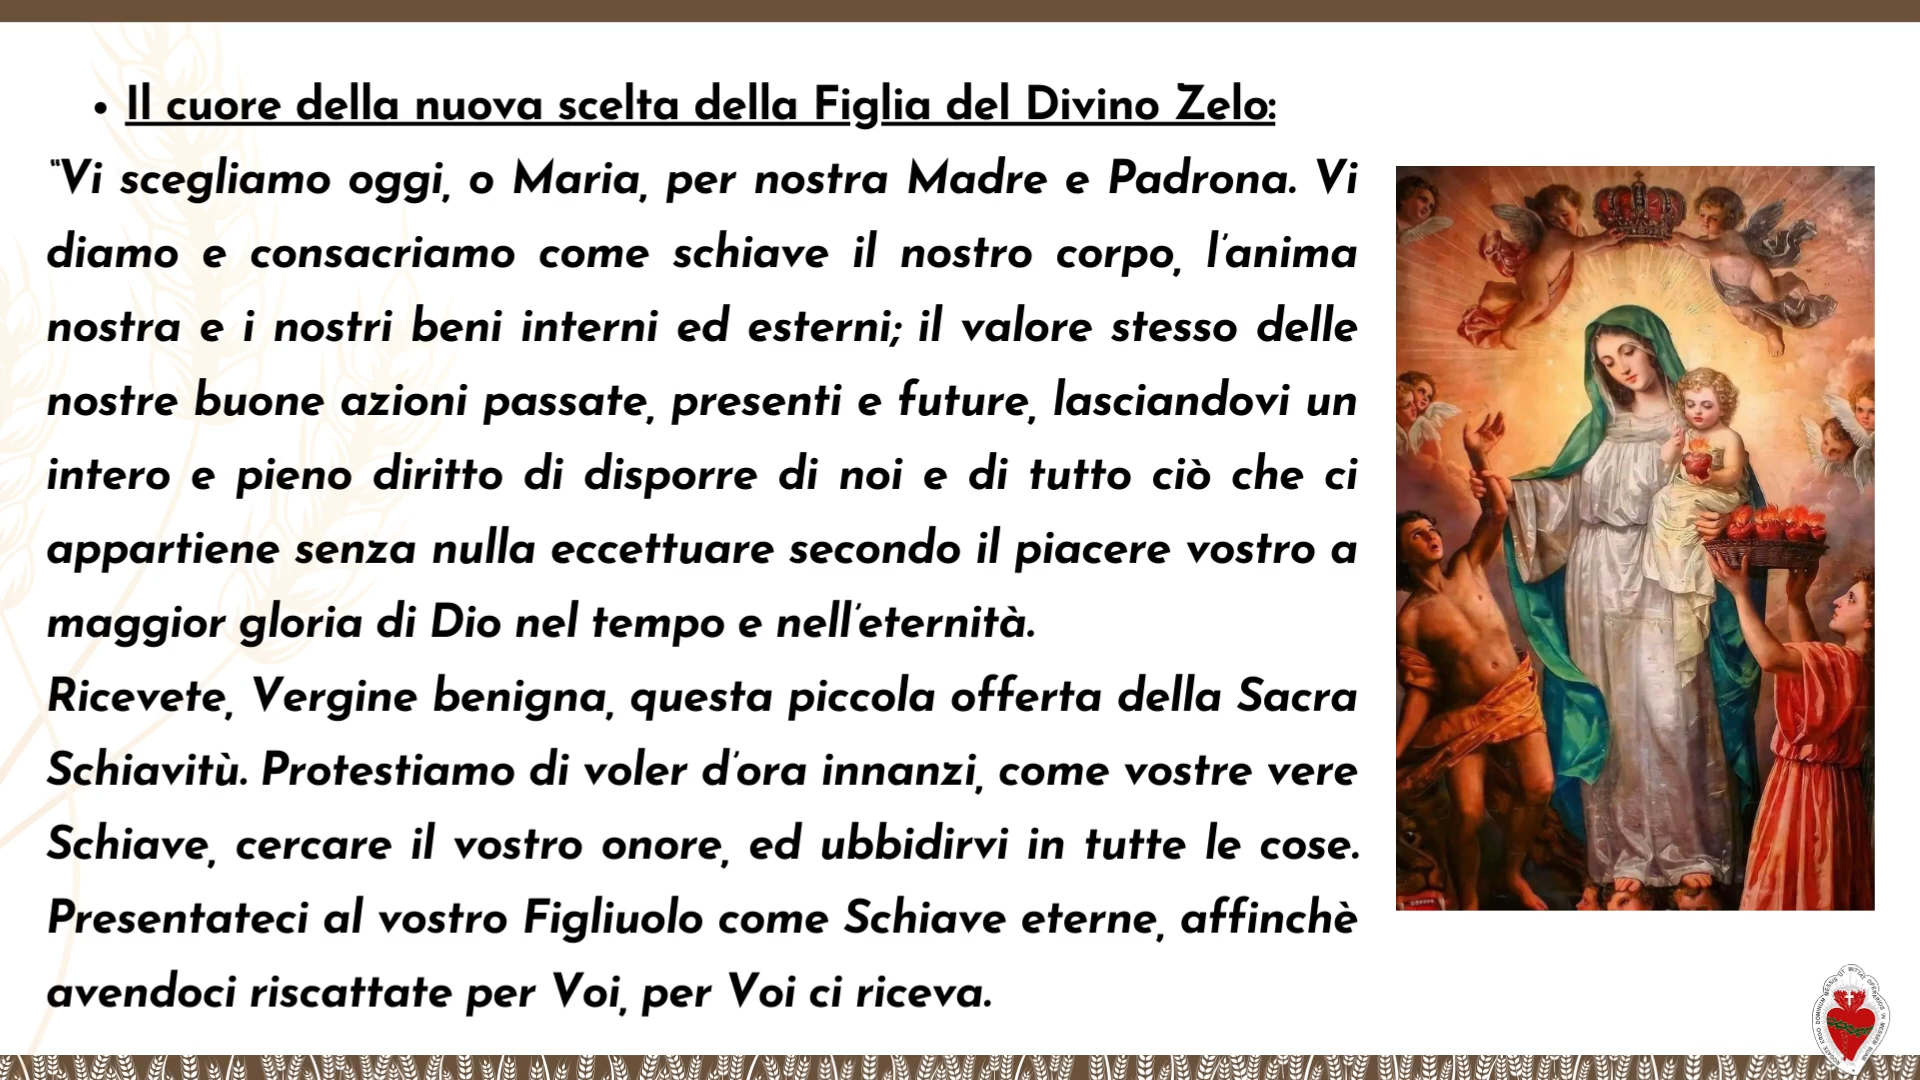 • Il cuore della nuova scelta della Figlia del Divino Zelo:
"Vi scegliamo oggi, o Maria, per nostra Madre e Padrona. Vi
diamo e consacriamo come schiave il nostro corpo, l'anima
nostra e i nostri beni interni ed esterni; il valore stesso delle
nostre buone azioni passate, presenti e future, lasciandovi un
intero e pieno diritto di disporre di noi e di tutto ciò che ci
appartiene senza nulla eccettuare secondo il piacere vostro a
maggior gloria di Dio nel tempo e nell'eternità.
Ricevete, Vergine benigna, questa piccola offerta della Sacra
Schiavitù. Protestiamo di voler d'ora innanzi, come vostre vere
Schiave, cercare il vostro onore, ed ubbidirvi in tutte le cose.
Presentateci al vostro Figliuolo come Schiave eterne, affinchè
avendoci riscattate per Voi, per Voi ci riceva.